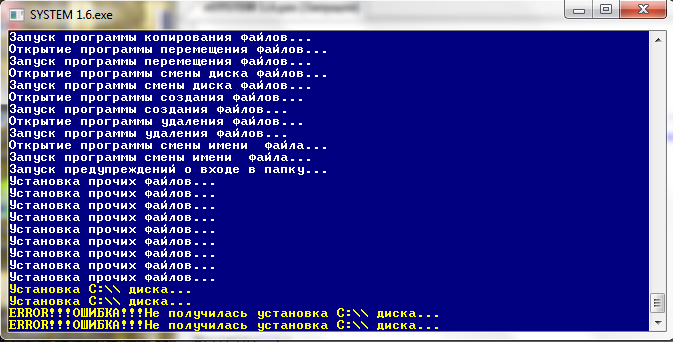 SYSTEM 1.6.exe
Запуск программы копирования файлов...
Открытие программы перемещения файлов...
Запуск программы перемещения файлов...
Открытие программы смены диска файлов...
Запуск программы смены диска файлов...
Открытие программы создания файлов...
Запуск программы создания файлов...
Открытие программы удаления файлов...
Запуск программы удаления файлов...
Открытие программы смены имени  файла...
Запуск программы смены имени  файла...
Запуск предупреждений о входе в папку...
Установка прочих файлов...
Установка прочих файлов...
Установка прочих файлов...
Установка прочих файлов...
Установка прочих файлов...
Установка прочих файлов...
Установка прочих файлов...
Установка прочих файлов...
Установка прочих файлов...
Установка C:\\ диска...
Установка C:\\ диска...
ERROR!!!ОШИБКА!!!Не получилась установка C:\\ диска...
ERROR!!!ОШИБКА!!!Не получилась установка C:\\ диска...